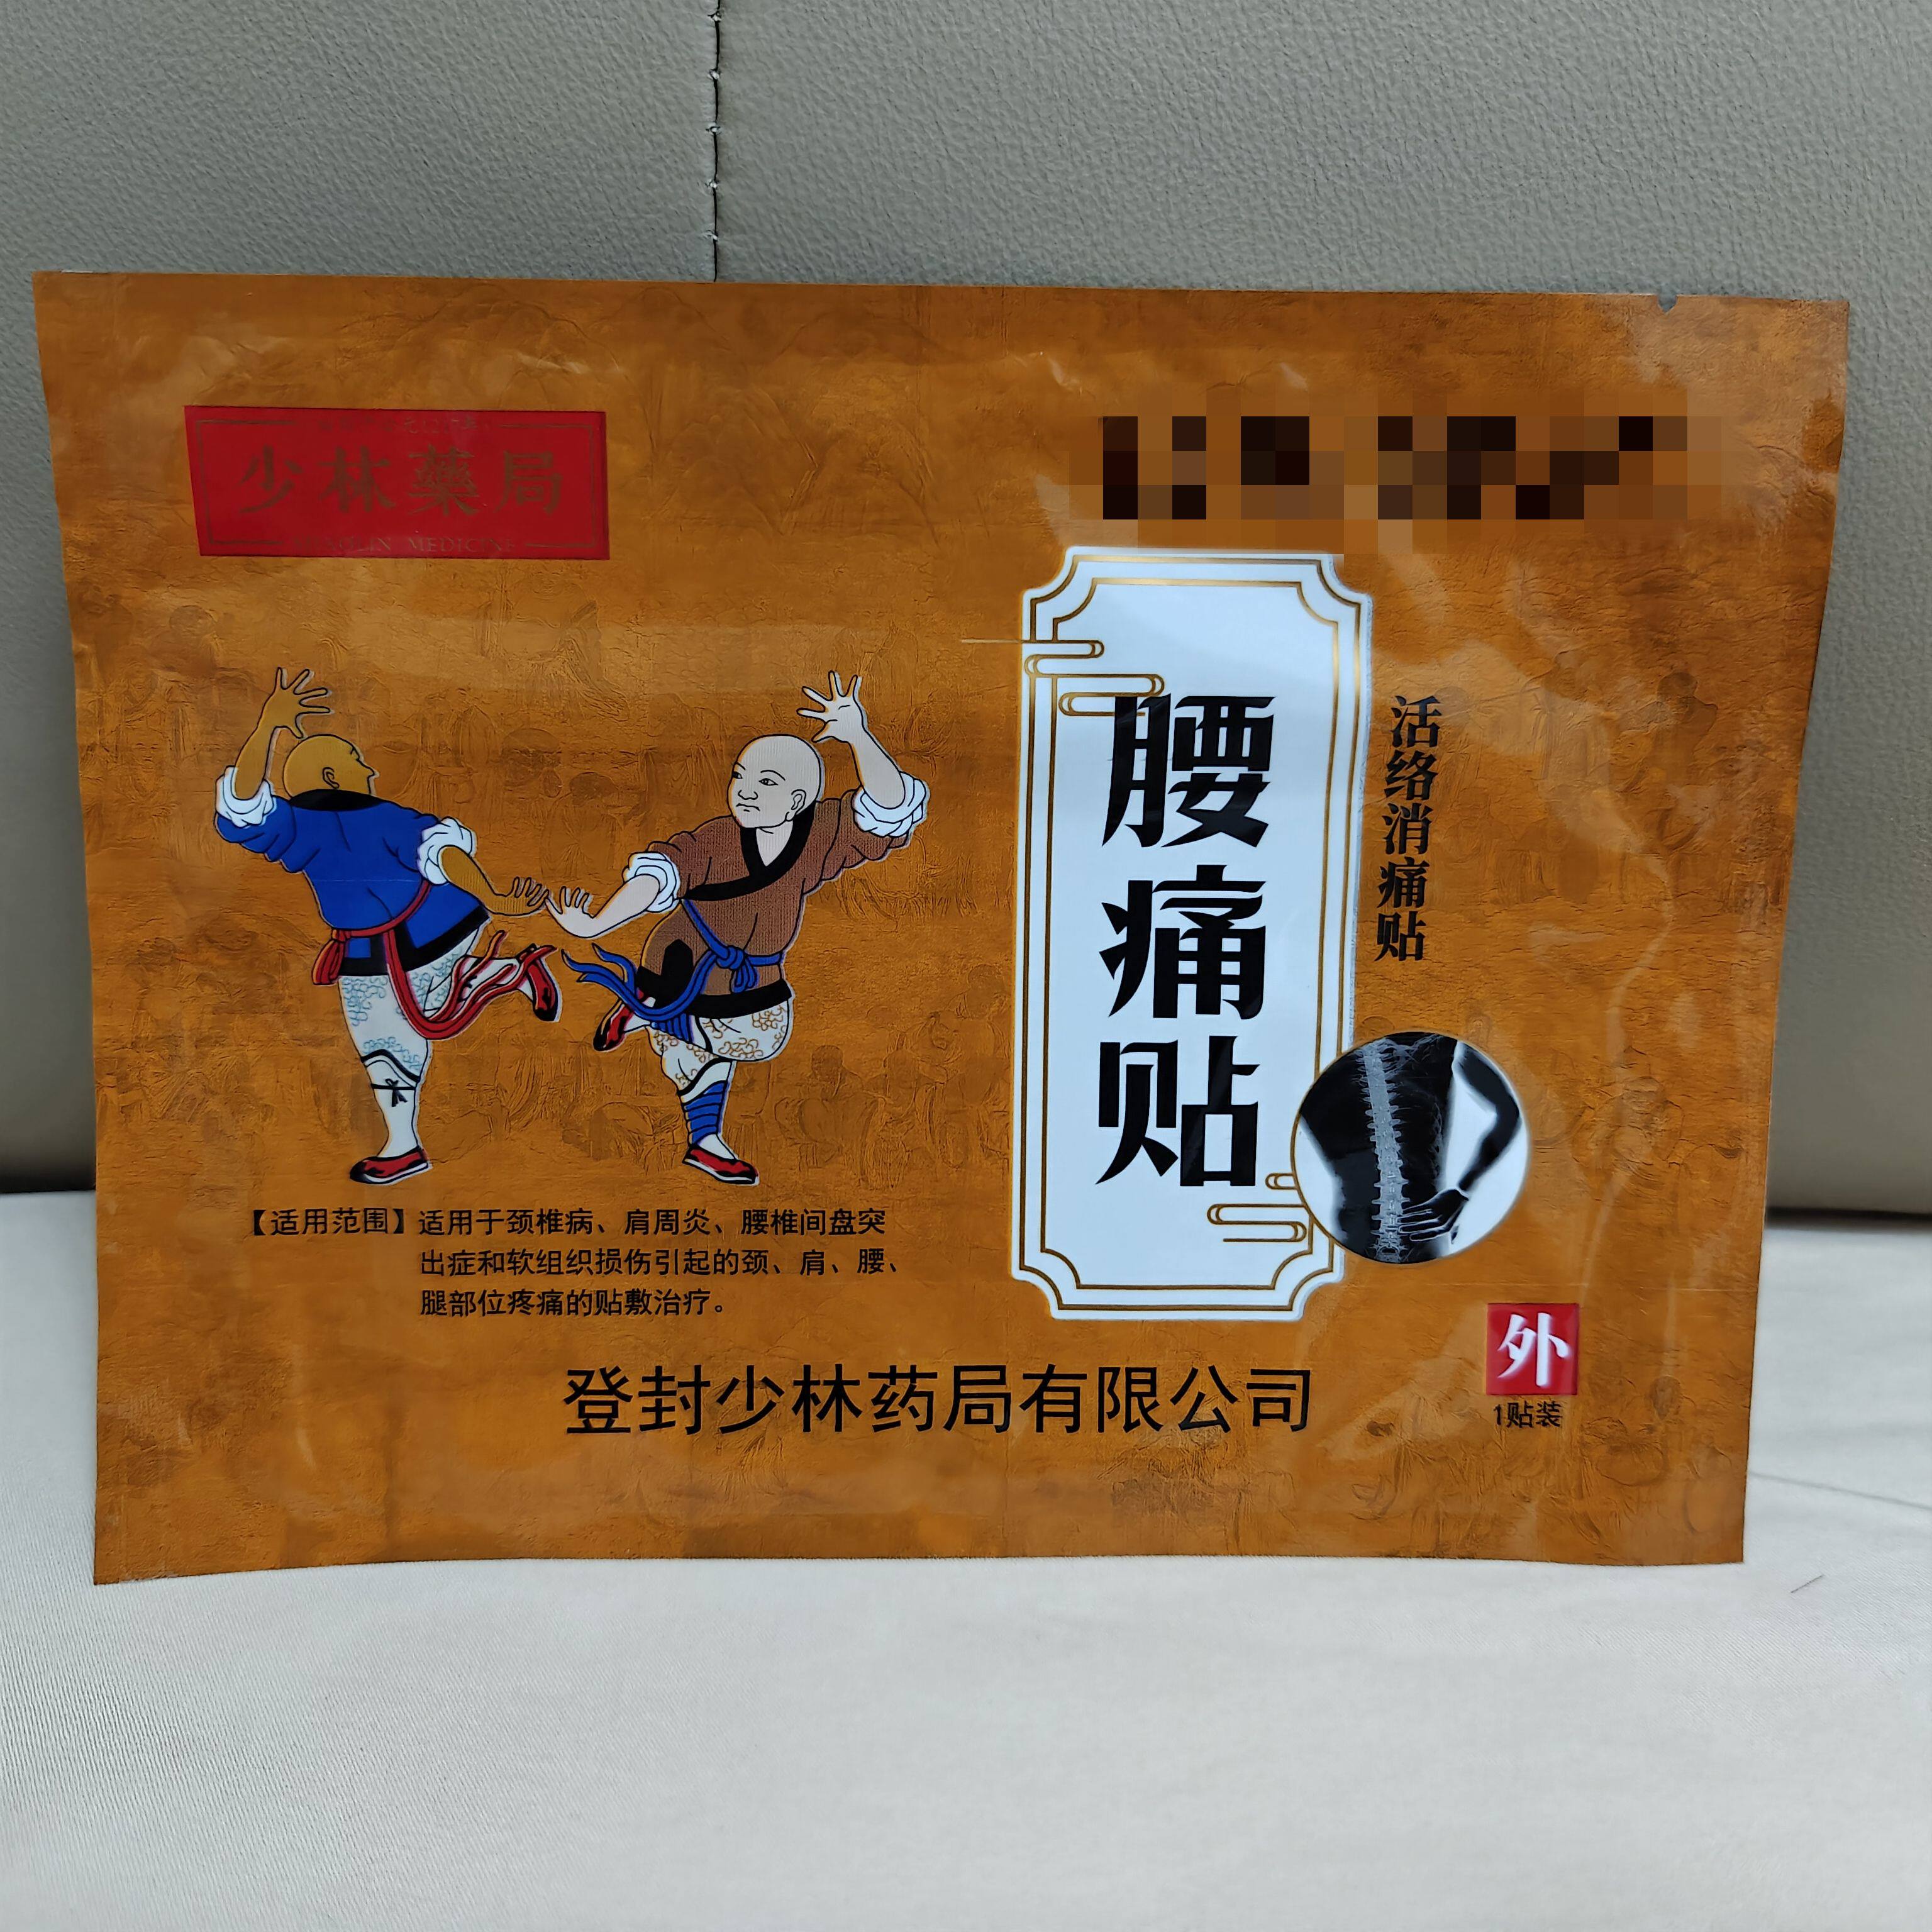 少林藥局
SHAOLIN MEDICINE
腰痛贴
活络消痛贴
【适用范围】适用于颈椎病、肩周炎、腰椎间盘突
出症和软组织损伤引起的颈、肩、腰、
腿部位疼痛的贴敷治疗。
外
1贴装
登封少林药局有限公司